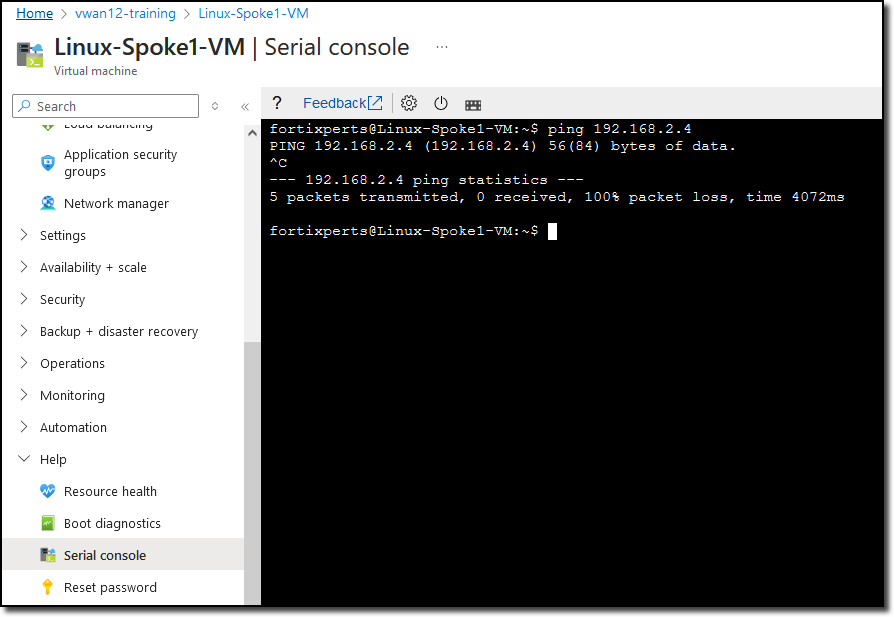 Home > vwan12-training > Linux-Spoke1-VM
Linux-Spoke1-VM | Serial console ...
Virtual machine
Search
«
? Feedback
Load balancing
Application security
groups
Network manager
Settings
Availability + scale
Security
Backup + disaster recovery
Operations
Monitoring
Automation
Help
Resource health
Boot diagnostics
Serial console
Reset password
fortixperts@Linux-Spoke1-VM:~$ ping 192.168.2.4
PING 192.168.2.4 (192.168.2.4) 56(84) bytes of data.
^C
--- 192.168.2.4 ping statistics ---
5 packets transmitted, 0 received, 100% packet loss, time 4072ms
fortixperts@Linux-Spoke1-VM:~$